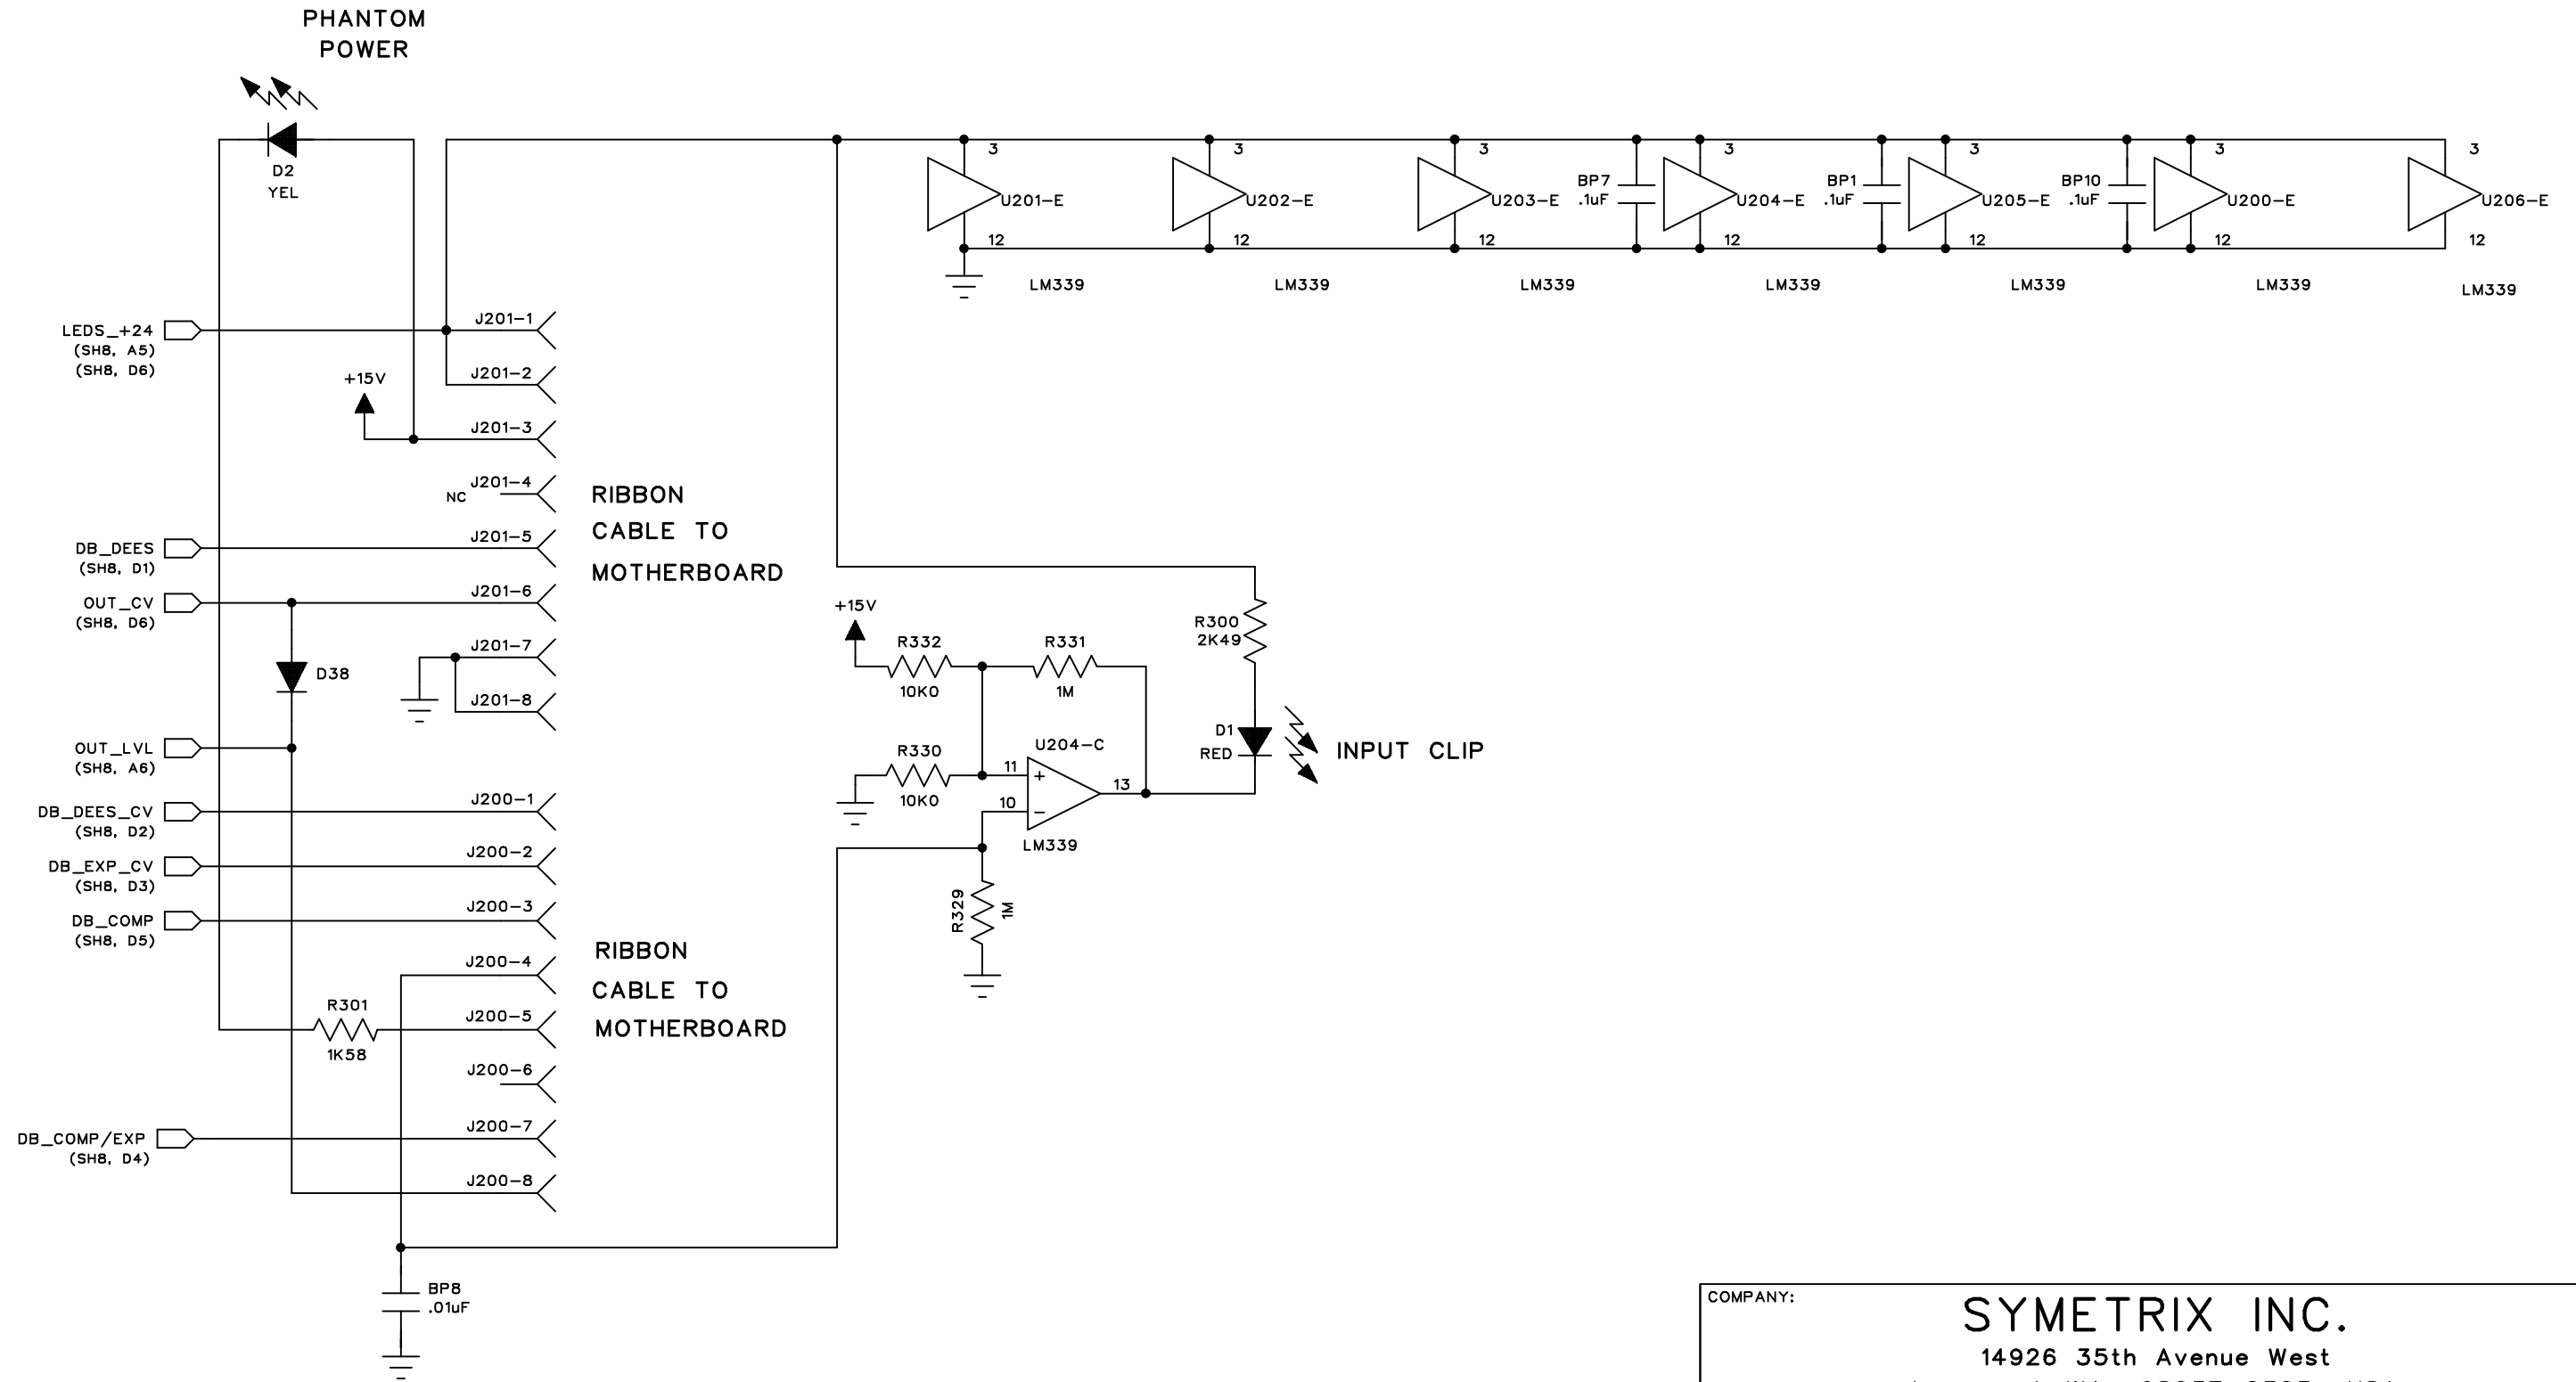 PHANTOM
POWER
D2
YEL
3
U201-E
12
LM339
3
U202-E
12
LM339
3
U203-E
12
LM339
BP7
.1uF
3
U204-E
12
LM339
BP1
.1uF
3
U205-E
12
LM339
BP10
.1uF
3
U200-E
12
LM339
3
U206-E
12
LM339
LEDS_+24
(SH8, A5)
(SH8, D6)
J201-1
J201-2
+15V
J201-3
NC
J201-4
RIBBON
CABLE TO
MOTHERBOARD
DB_DEES
(SH8, D1)
J201-5
OUT_CV
(SH8, D6)
J201-6
D38
J201-7
J201-8
OUT_LVL
(SH8, A6)
+15V
R332
10K0
R331
1M
R330
10K0
U204-C
11
+
10
-
13
LM339
R329
1M
R300
2K49
D1
RED
INPUT CLIP
DB_DEES_CV
(SH8, D2)
J200-1
DB_EXP_CV
(SH8, D3)
J200-2
DB_COMP
(SH8, D5)
J200-3
J200-4
RIBBON
CABLE TO
MOTHERBOARD
R301
1K58
J200-5
J200-6
DB_COMP/EXP
(SH8, D4)
J200-7
J200-8
BP8
.01uF
COMPANY:
SYMETRIX INC.
14926 35th Avenue West